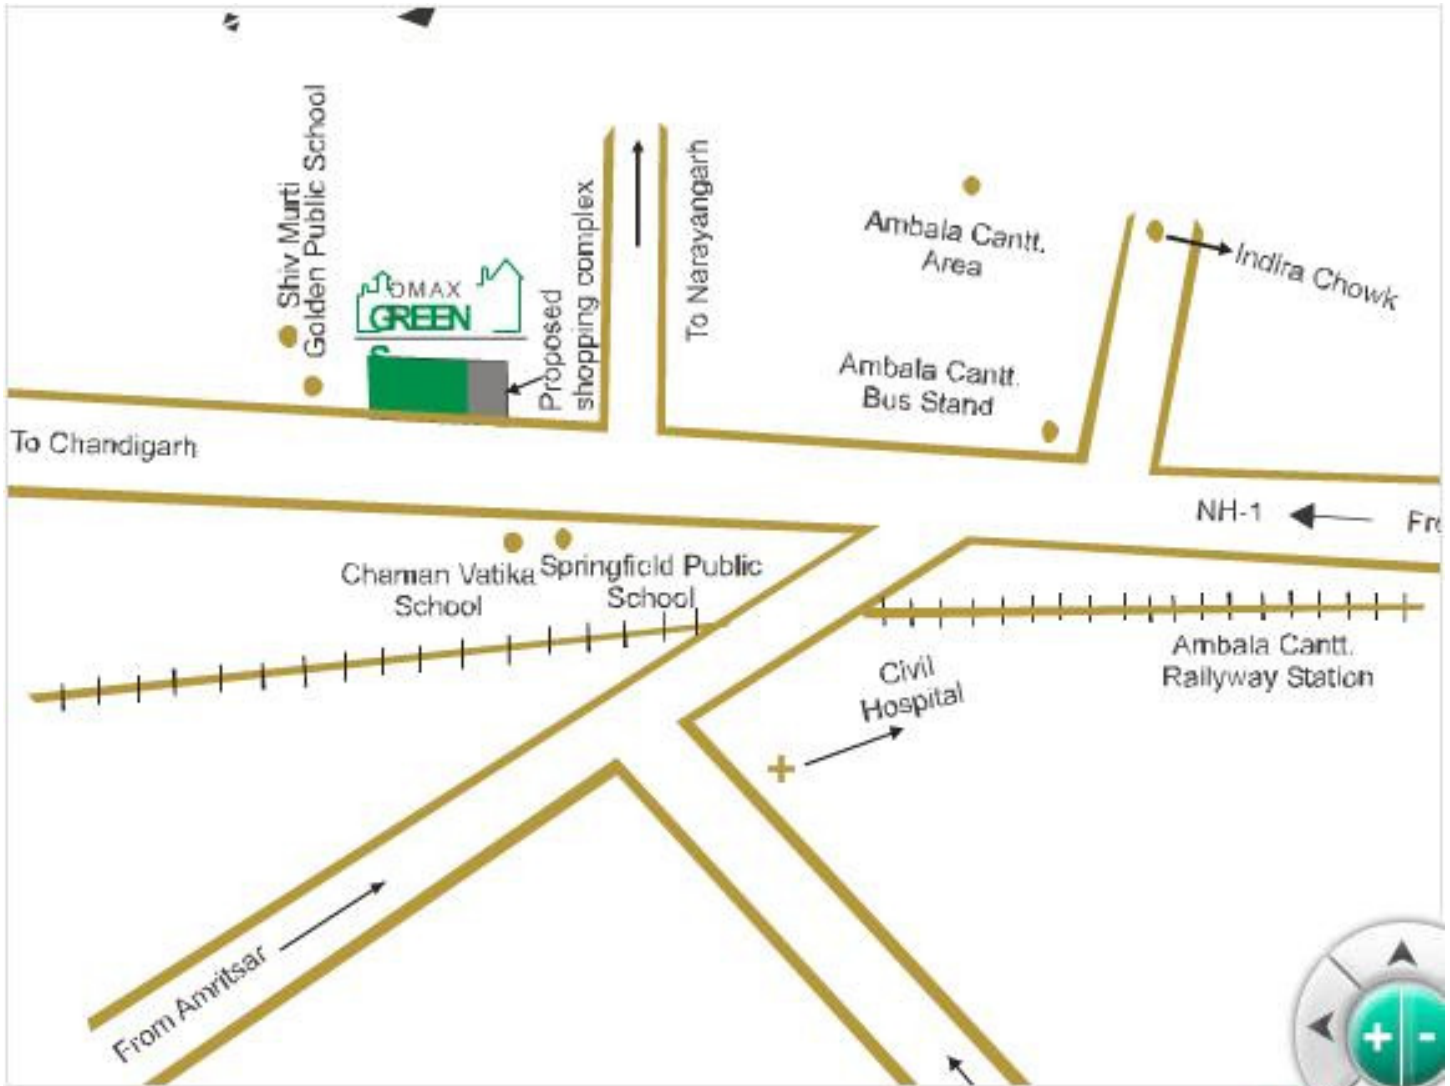 Shiv Murti
Golden Public School
OMAX
GREEN
S
Proposed
shopping complex
To Narayangarh
Ambala Cantt.
Area
Indira Chowk
Ambala Cantt.
Bus Stand
To Chandigarh
NH-1
Chaman Vatika
School
Springfield Public
School
Ambala Cantt.
Railyway Station
Civil
Hospital
From Amritsar
+ -